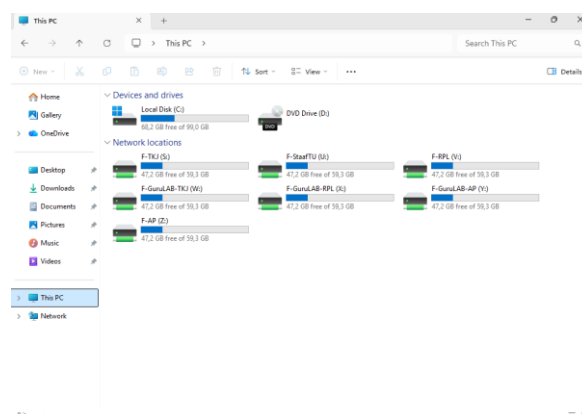 This PC
This PC
Search This PC
New
Sort
View
Details
Home
Gallery
OneDrive
Desktop
Downloads
Documents
Pictures
Music
Videos
This PC
Network
Devices and drives
Local Disk (C:)
68,2 GB free of 99,0 GB
DVD Drive (D:)
DVD
Network locations
F-TKJ (S:)
47,2 GB free of 59,3 GB
F-StaafTU (U:)
47,2 GB free of 59,3 GB
F-RPL (V:)
47,2 GB free of 59,3 GB
F-GuruLAB-TKJ (W:)
47,2 GB free of 59,3 GB
F-GuruLAB-RPL (X:)
47,2 GB free of 59,3 GB
F-GuruLAB-AP (Y:)
47,2 GB free of 59,3 GB
F-AP (Z:)
47,2 GB free of 59,3 GB